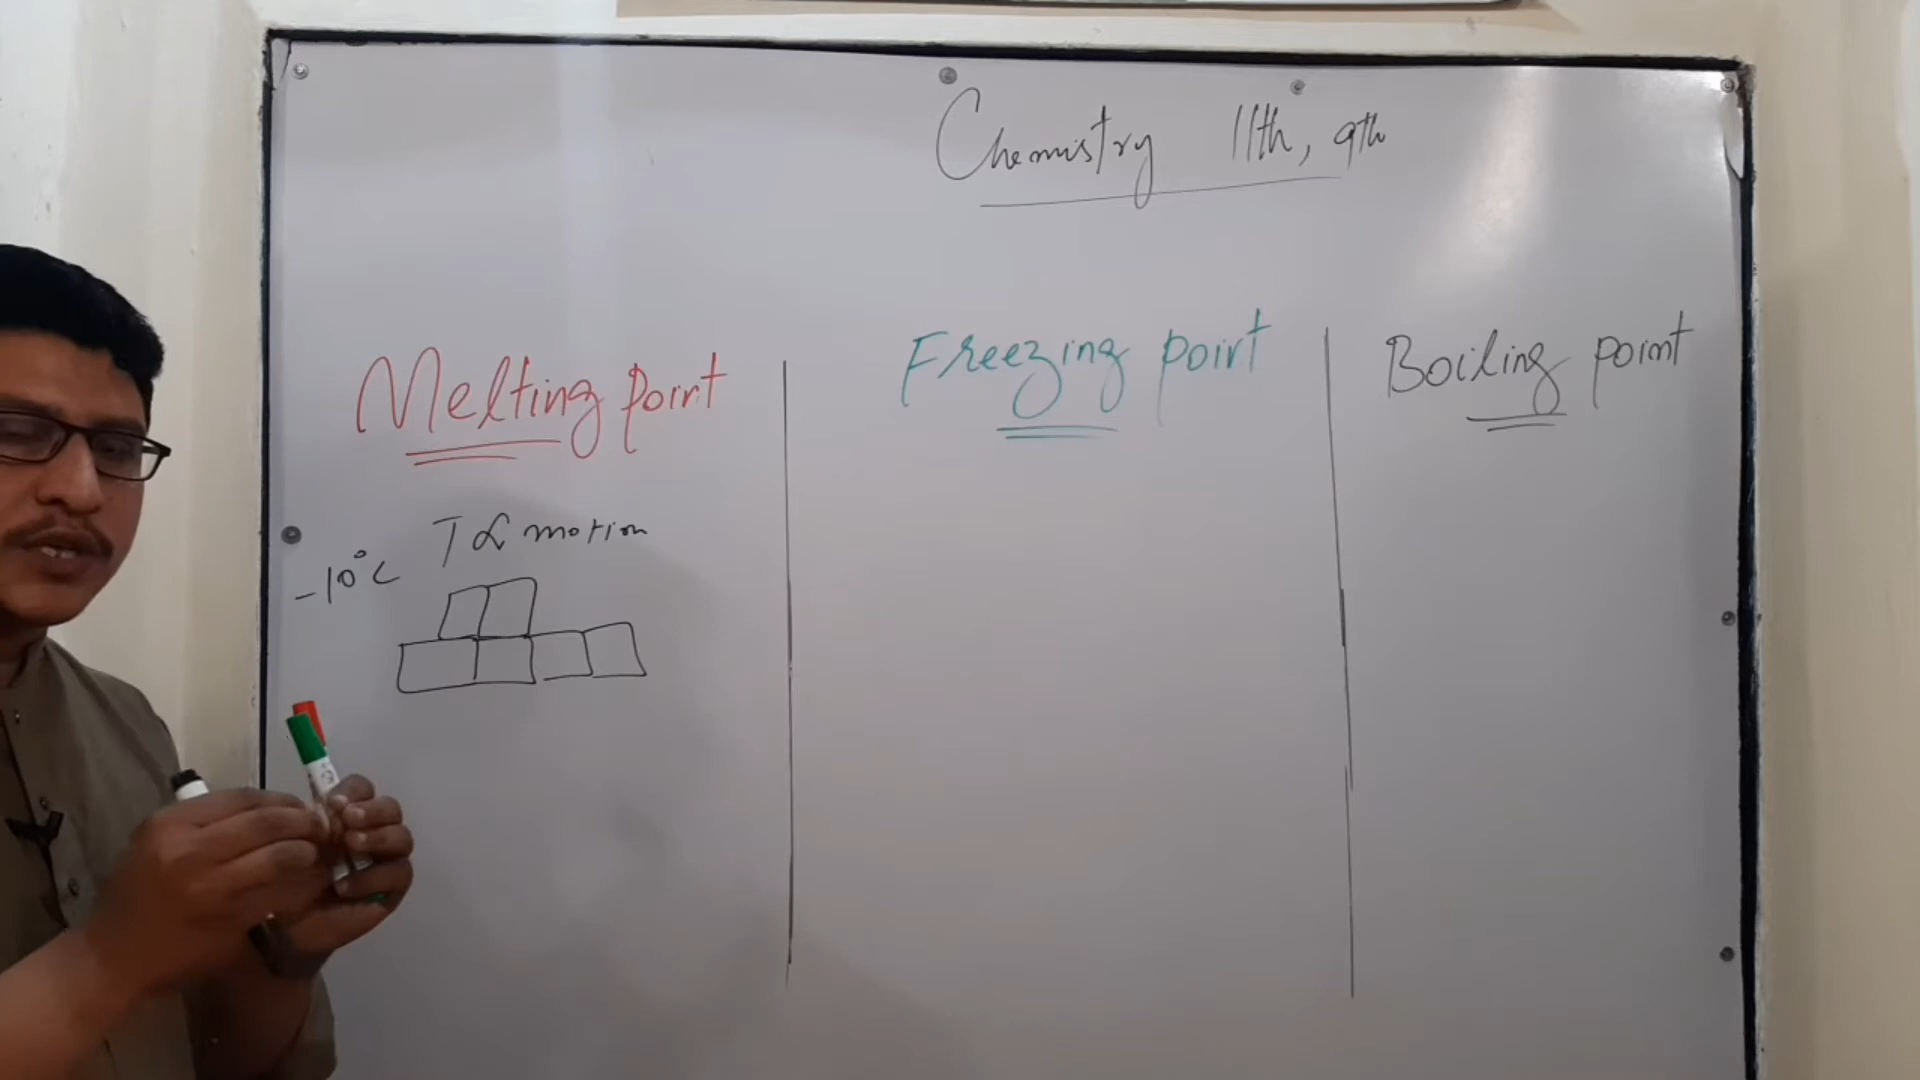 Chemistry 11th, 9th
Melting point
Freezing point
Boiling point
T ∝ motion
-10°C